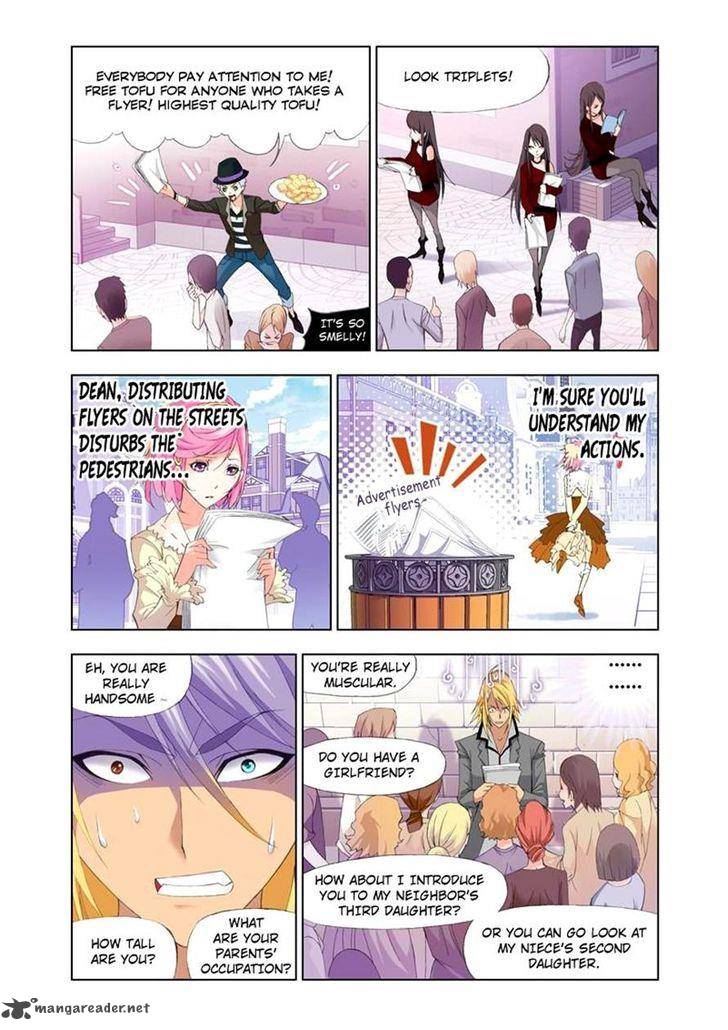 EVERYBODY PAY ATTENTION TO ME!
FREE TOFU FOR ANYONE WHO TAKES A
FLYER! HIGHEST QUALITY TOFU!
IT'S SO
SMELLY!
LOOK TRIPLETS!
DEAN, DISTRIBUTING
FLYERS ON THE STREETS
DISTURBS THE
PEDESTRIANS...
I'M SURE YOU'LL
UNDERSTAND MY
ACTIONS.
Advertisement
flyers
EH, YOU ARE
REALLY
HANDSOME ~
HOW TALL
ARE YOU?
WHAT
ARE YOUR
PARENTS'
OCCUPATION?
YOU'RE REALLY
MUSCULAR.
......
......
DO YOU HAVE A
GIRLFRIEND?
HOW ABOUT I INTRODUCE
YOU TO MY NEIGHBOR'S
THIRD DAUGHTER?
OR YOU CAN GO LOOK AT
MY NIECE'S SECOND
DAUGHTER.
mangareader.net